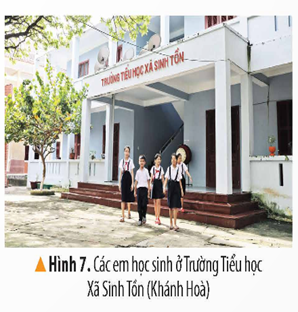 TRƯỜNG TIỂU HỌC XÃ SINH TỒN
▲Hình 7. Các em học sinh ở Trường Tiểu học
Xã Sinh Tồn (Khánh Hoà)